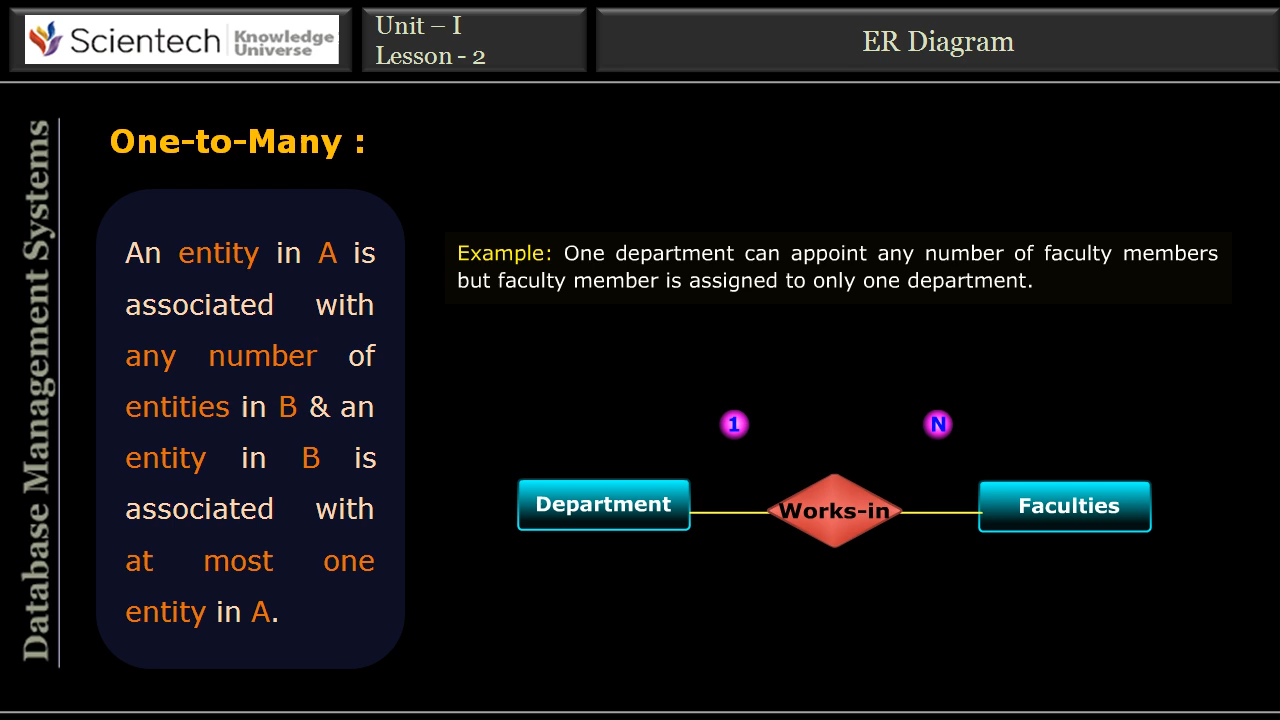 Scientech Knowledge Universe
Unit – I
Lesson - 2
ER Diagram
Database Management Systems
One-to-Many :
An entity in A is
associated with
any number of
entities in B & an
entity in B is
associated with
at most one
entity in A.
Example: One department can appoint any number of faculty members
but faculty member is assigned to only one department.
1
N
Department
Works-in
Faculties